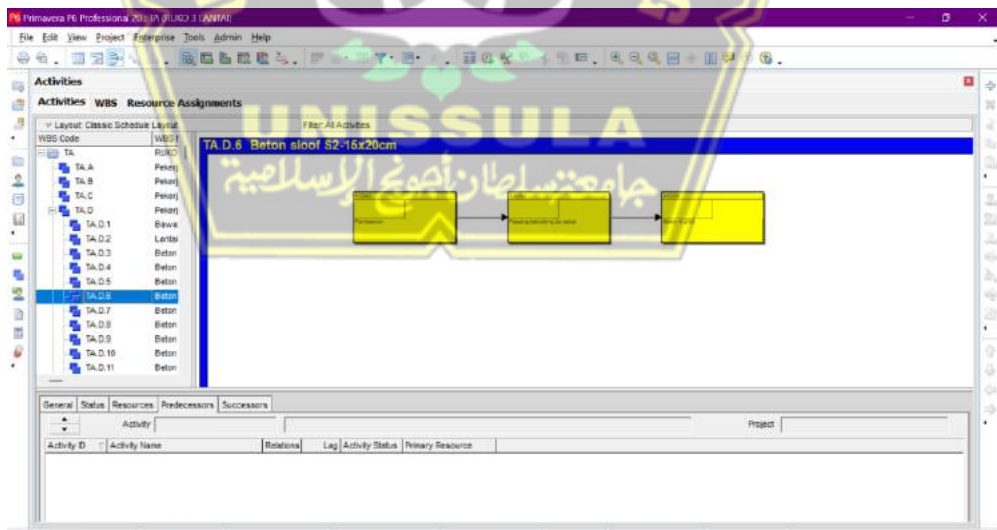 Primavera P6 Professional 20 : TA (RUKO 3 LANTAI)
File Edit View Project Enterprise Tools Admin Help
Activities
Activities WBS Resource Assignments
Layout: Classic Schedule Layout Filter: All Activities
WBS Code WBS
TA.D.6 Beton sloof S2-15x20cm
TA RUKO
TA.A Pekerj
TA.B Pekerj
TA.C Pekerj
TA.D Pekerj
TA.D.1 Bawa
TA.D.2 Lantai
TA.D.3 Beton
TA.D.4 Beton
TA.D.5 Beton
TA.D.6 Beton
TA.D.7 Beton
TA.D.8 Beton
TA.D.9 Beton
TA.D.10 Beton
TA.D.11 Beton
UNISSULA
جامعة سلطان أجونج الإسلامية
General Status Resources Predecessors Successors
Activity Project
Activity ID Activity Name Relations Lag Activity Status Primary Resource